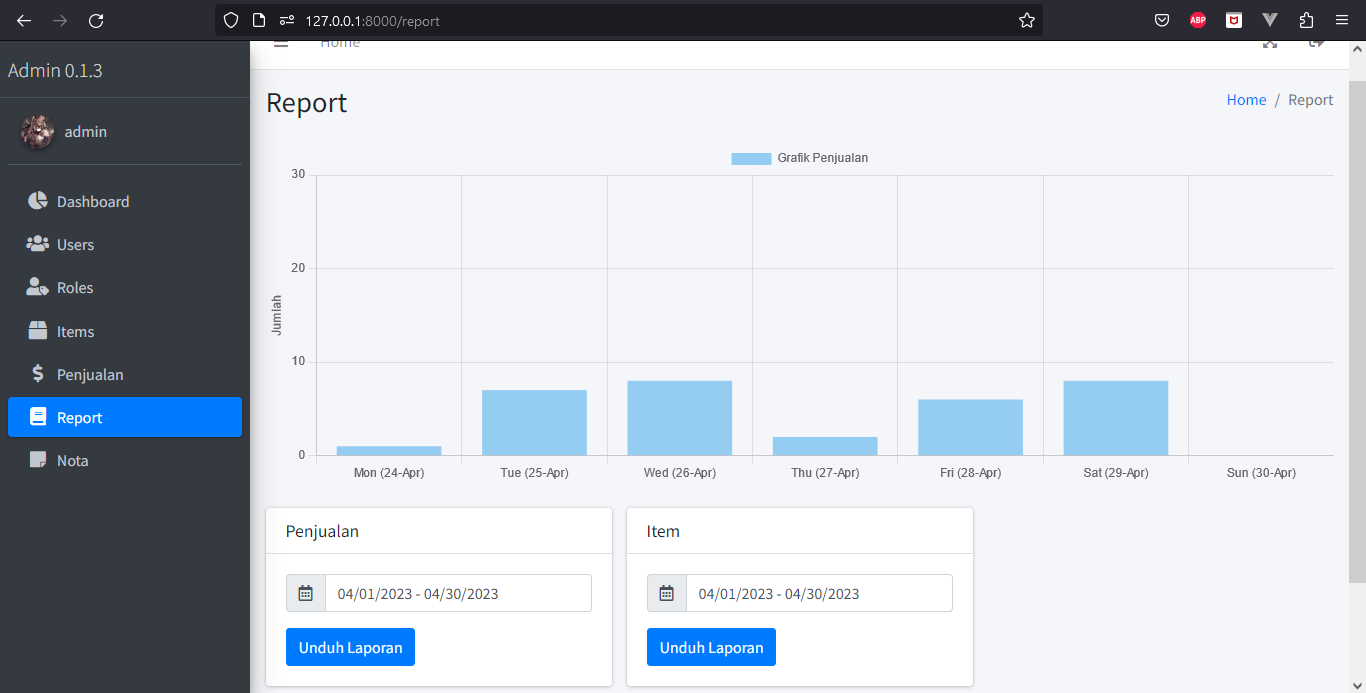 127.0.0.1:8000/report
ABP
Admin 0.1.3
admin
Dashboard
Users
Roles
Items
Penjualan
Report
Nota
Home
Report
Home / Report
Grafik Penjualan
Jumlah
30
20
10
0
Mon (24-Apr) Tue (25-Apr) Wed (26-Apr) Thu (27-Apr) Fri (28-Apr) Sat (29-Apr) Sun (30-Apr)
Penjualan
04/01/2023 - 04/30/2023
Unduh Laporan
Item
04/01/2023 - 04/30/2023
Unduh Laporan